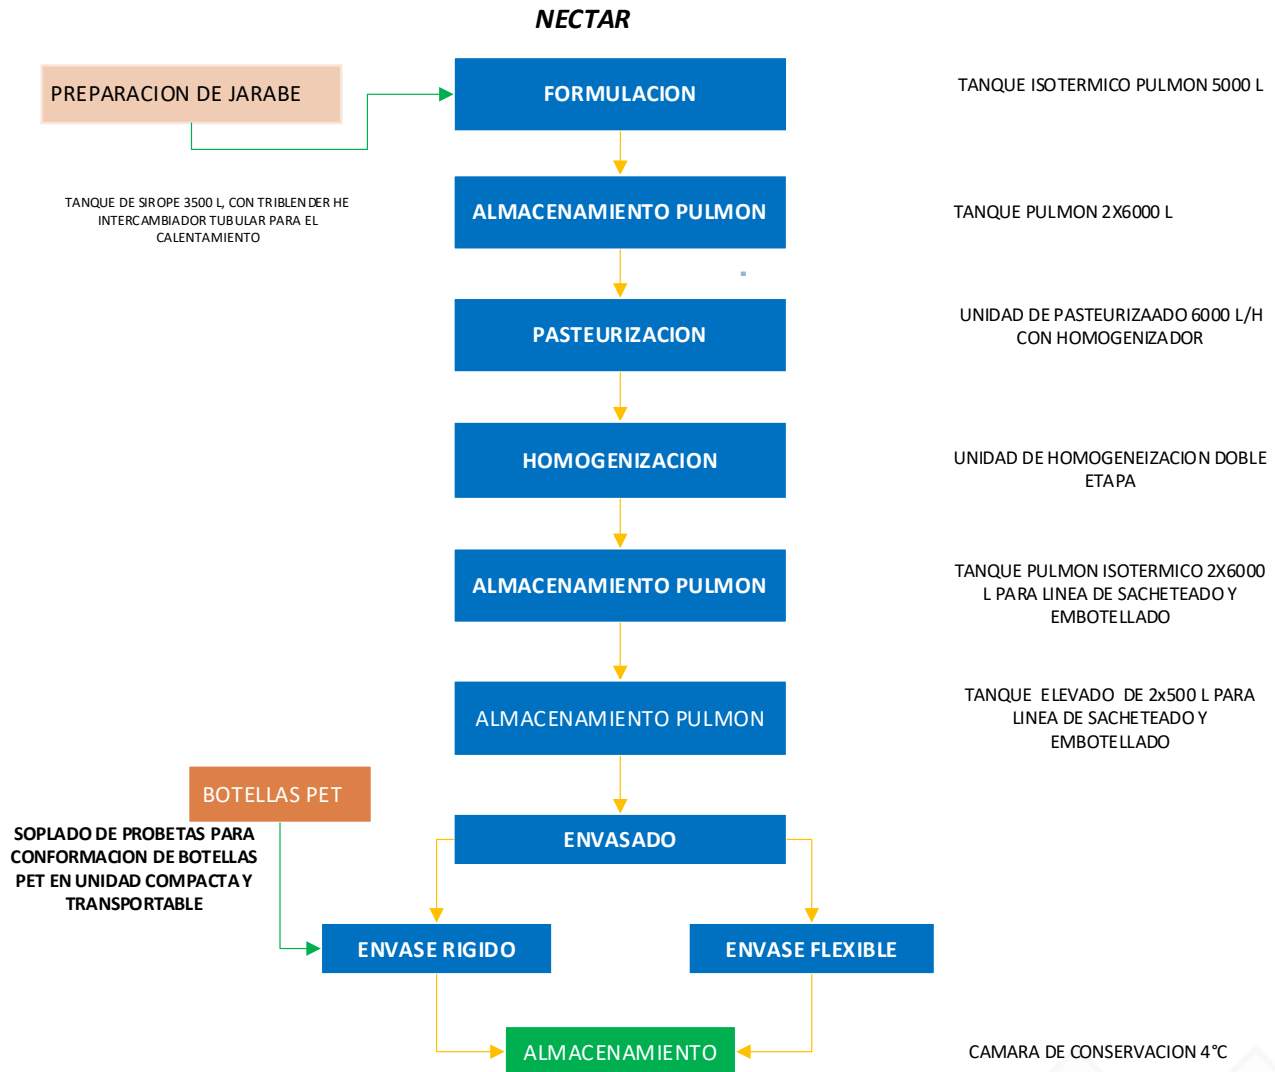 NECTAR
PREPARACION DE JARABE
FORMULACION
TANQUE ISOTERMICO PULMON 5000 L
TANQUE DE SIROPE 3500 L, CON TRIBLENDER HE
INTERCAMBIADOR TUBULAR PARA EL
CALENTAMIENTO
ALMACENAMIENTO PULMON
TANQUE PULMON 2X6000 L
PASTEURIZACION
UNIDAD DE PASTEURIZAADO 6000 L/H
CON HOMOGENIZADOR
HOMOGENIZACION
UNIDAD DE HOMOGENEIZACION DOBLE
ETAPA
ALMACENAMIENTO PULMON
TANQUE PULMON ISOTERMICO 2X6000
L PARA LINEA DE SACHETEADO Y
EMBOTELLADO
ALMACENAMIENTO PULMON
TANQUE ELEVADO DE 2x500 L PARA
LINEA DE SACHETEADO Y
EMBOTELLADO
BOTELLAS PET
SOPLADO DE PROBETAS PARA
CONFORMACION DE BOTELLAS
PET EN UNIDAD COMPACTA Y
TRANSPORTABLE
ENVASADO
ENVASE RIGIDO
ENVASE FLEXIBLE
ALMACENAMIENTO
CAMARA DE CONSERVACION 4°C